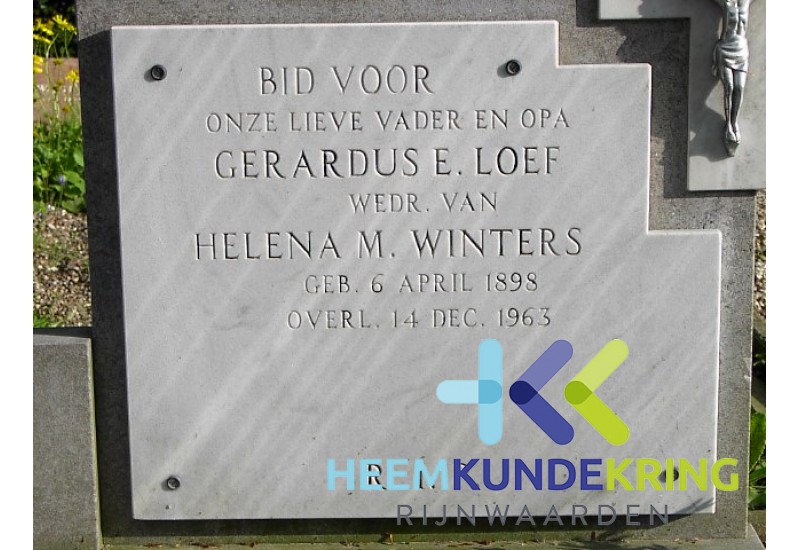 BID VOOR
ONZE LIEVE VADER EN OPA
GERARDUS E. LOEF
WEDR. VAN
HELENA M. WINTERS
GEB. 6 APRIL 1898
OVERL. 14 DEC. 1963
HEEMKUNDEKRING
RIJNWAARDEN